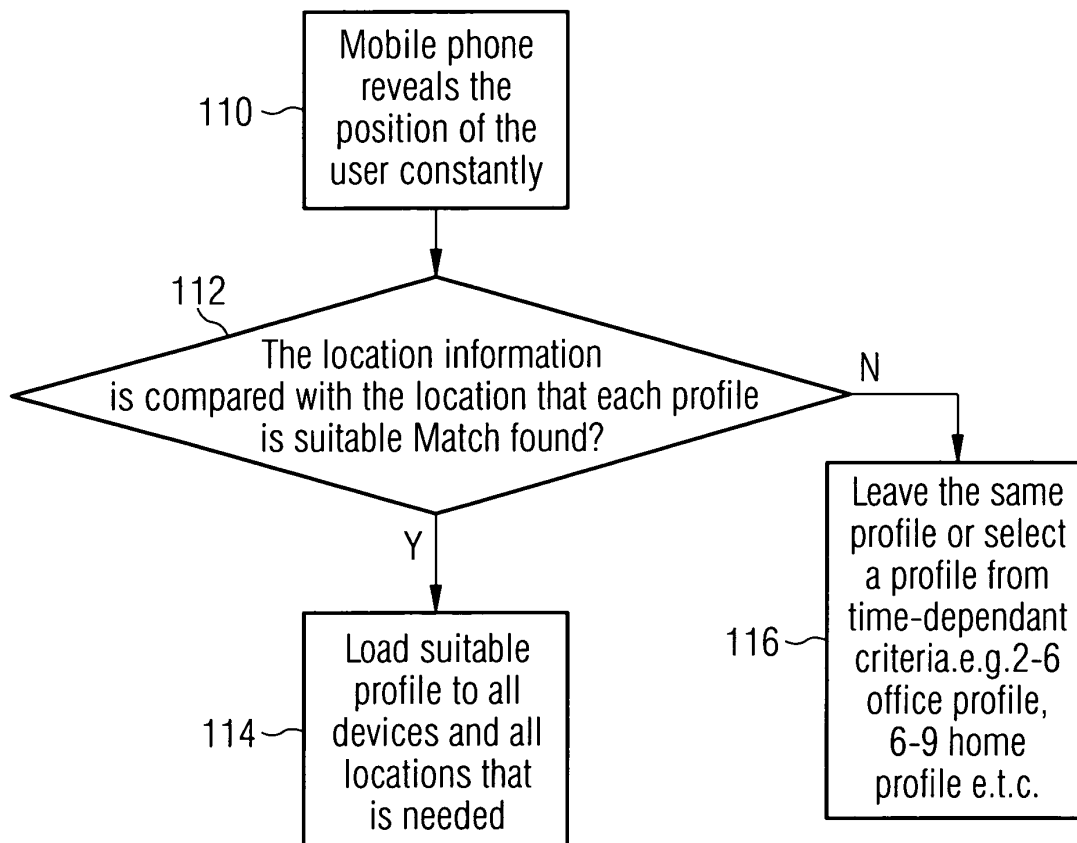 Mobile phone
reveals the
position of the
user constantly
110
112
The location information
is compared with the location that each profile
is suitable Match found?
N
Y
Leave the same
profile or select
a profile from
time-dependant
criteria.e.g.2-6
office profile,
6-9 home
profile e.t.c.
116
Load suitable
profile to all
devices and all
locations that
is needed
114